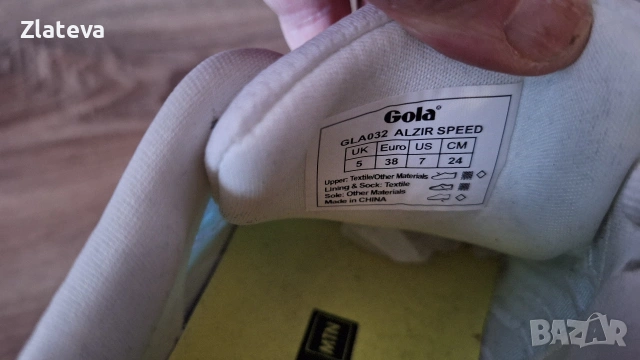 Zlateva
Gola
GLA032 ALZIR SPEED
UK Euro US CM
5 38 7 24
Upper: Textile/Other Materials
Lining & Sock: Textile
Sole: Other Materials
Made in CHINA
MTN
BAZAR